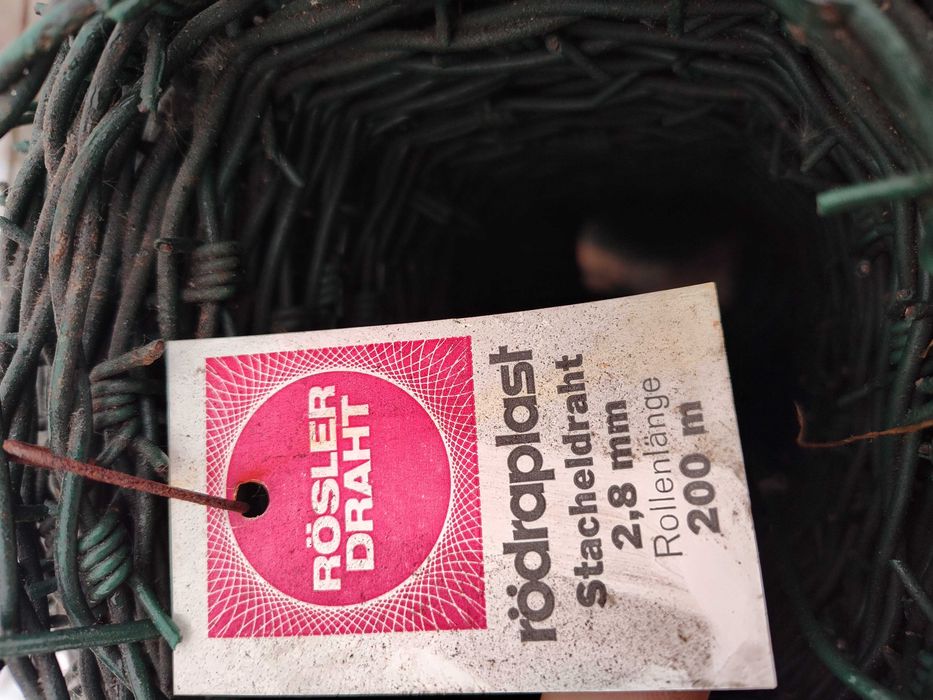 RÖSLER
DRAHT
rödraplast
Stacheldraht
2,8 mm
Rollenlänge
200 m